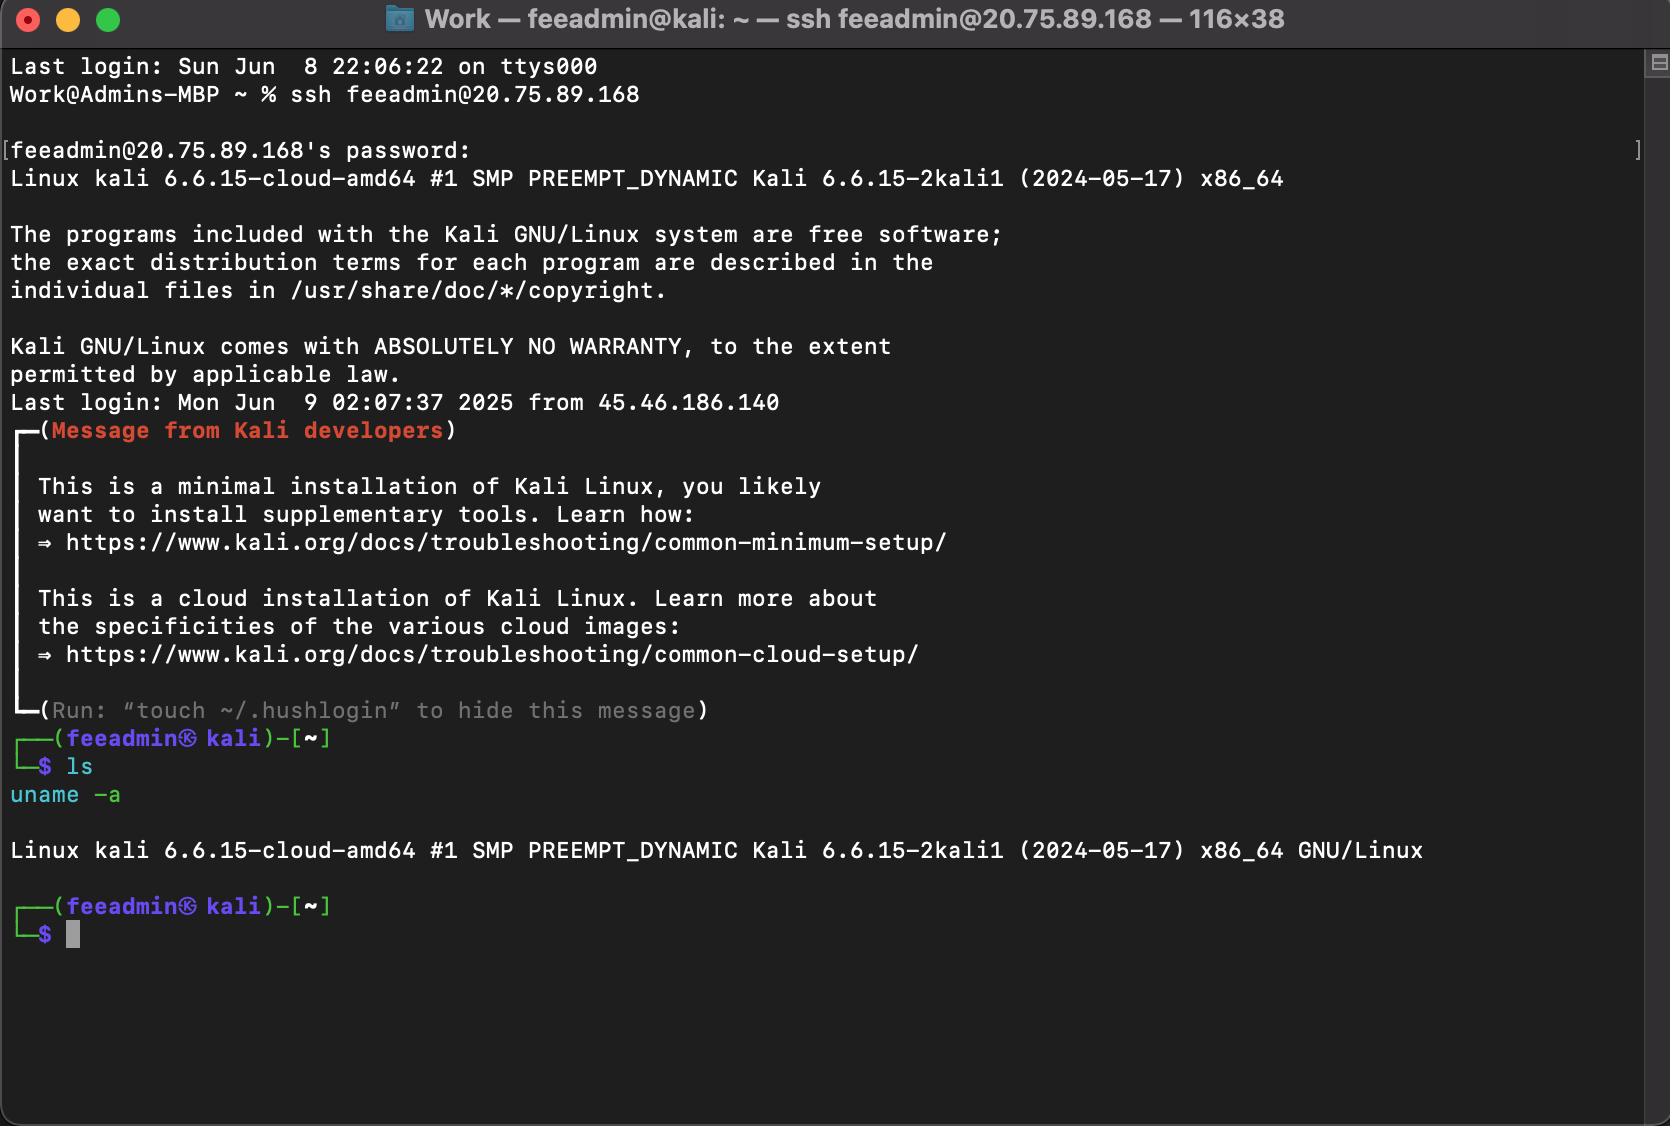 Work — feeadmin@kali: ~ — ssh feeadmin@20.75.89.168 — 116×38
Last login: Sun Jun  8 22:06:22 on ttys000
Work@Admins-MBP ~ % ssh feeadmin@20.75.89.168
[feeadmin@20.75.89.168's password: ]
Linux kali 6.6.15-cloud-amd64 #1 SMP PREEMPT_DYNAMIC Kali 6.6.15-2kali1 (2024-05-17) x86_64
The programs included with the Kali GNU/Linux system are free software;
the exact distribution terms for each program are described in the
individual files in /usr/share/doc/*/copyright.
Kali GNU/Linux comes with ABSOLUTELY NO WARRANTY, to the extent
permitted by applicable law.
Last login: Mon Jun  9 02:07:37 2025 from 45.46.186.140
┏━(Message from Kali developers)
┃ This is a minimal installation of Kali Linux, you likely
┃ want to install supplementary tools. Learn how:
┃ ⇒ https://www.kali.org/docs/troubleshooting/common-minimum-setup/
┃ This is a cloud installation of Kali Linux. Learn more about
┃ the specificities of the various cloud images:
┃ ⇒ https://www.kali.org/docs/troubleshooting/common-cloud-setup/
┗━(Run: “touch ~/.hushlogin” to hide this message)
┌──(feeadmin㉿kali)-[~]
└─$ ls
uname -a
Linux kali 6.6.15-cloud-amd64 #1 SMP PREEMPT_DYNAMIC Kali 6.6.15-2kali1 (2024-05-17) x86_64 GNU/Linux
┌──(feeadmin㉿kali)-[~]
└─$